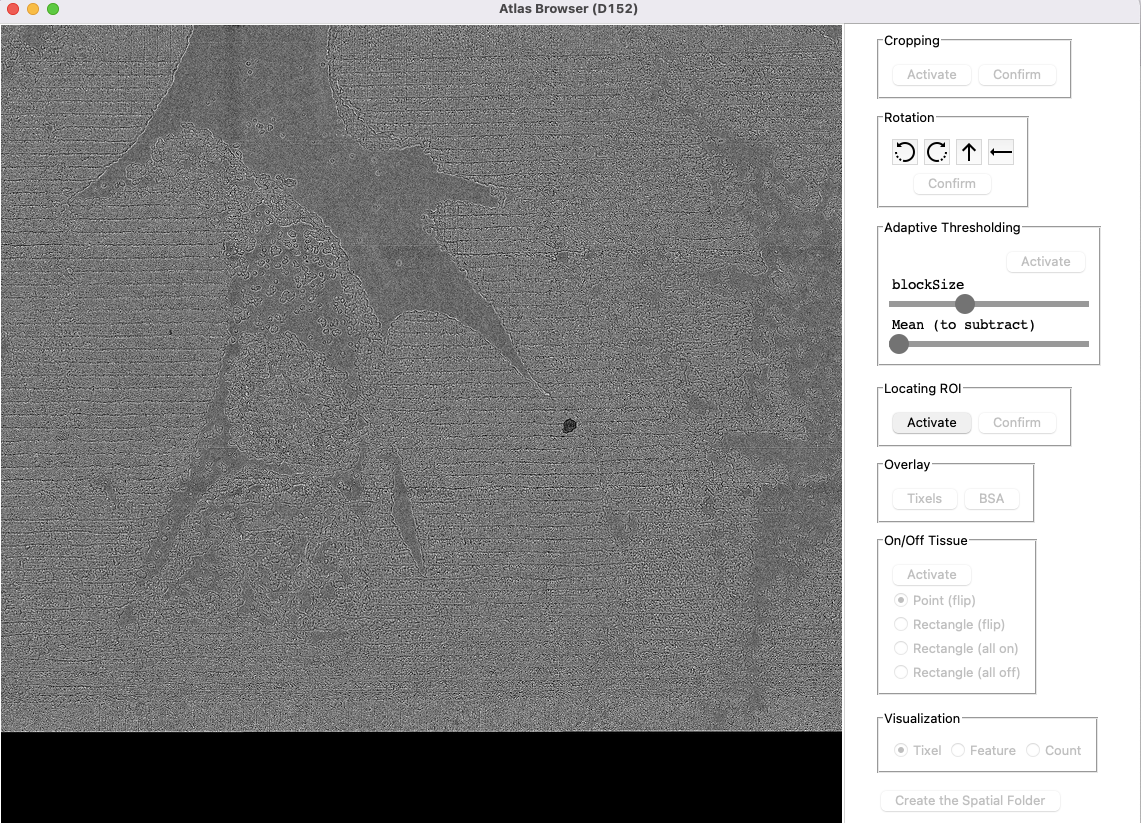 Atlas Browser (D152)
Cropping
Activate Confirm
Rotation
Confirm
Adaptive Thresholding
Activate
blockSize
Mean (to subtract)
Locating ROI
Activate Confirm
Overlay
Tixels BSA
On/Off Tissue
Activate
Point (flip)
Rectangle (flip)
Rectangle (all on)
Rectangle (all off)
Visualization
Tixel Feature Count
Create the Spatial Folder